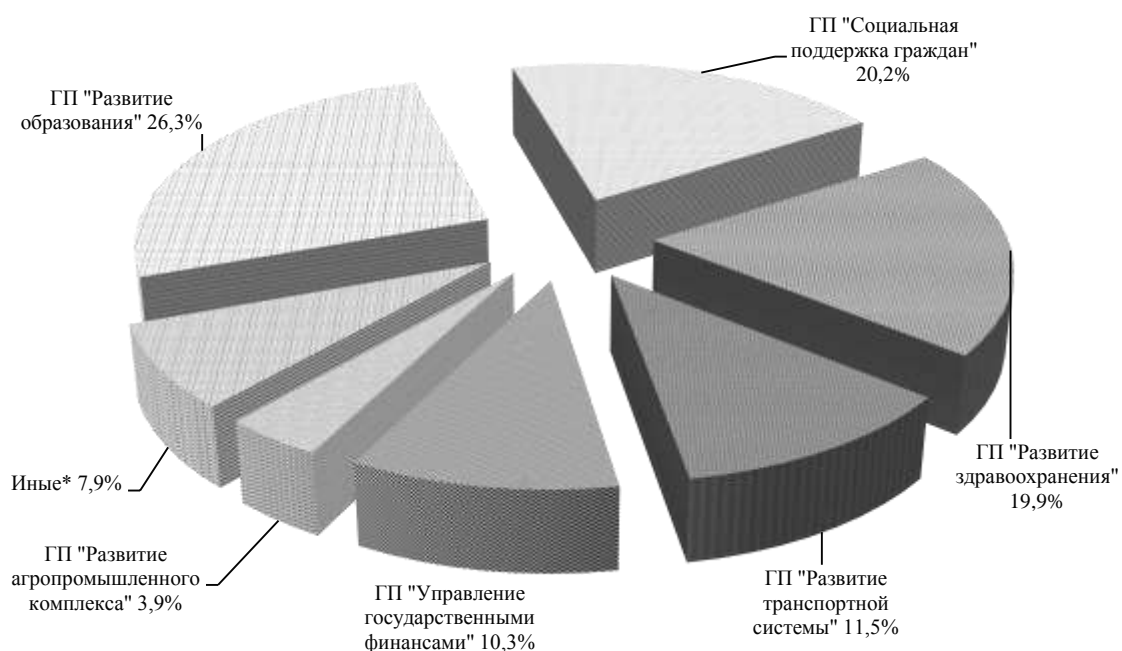 ГП "Социальная
поддержка граждан"
20,2%
ГП "Развитие
образования" 26,3%
ГП "Развитие
здравоохранения"
19,9%
Иные* 7,9%
ГП "Развитие
агропромышленного
комплекса" 3,9%
ГП "Управление
государственными
финансами" 10,3%
ГП "Развитие
транспортной
системы" 11,5%